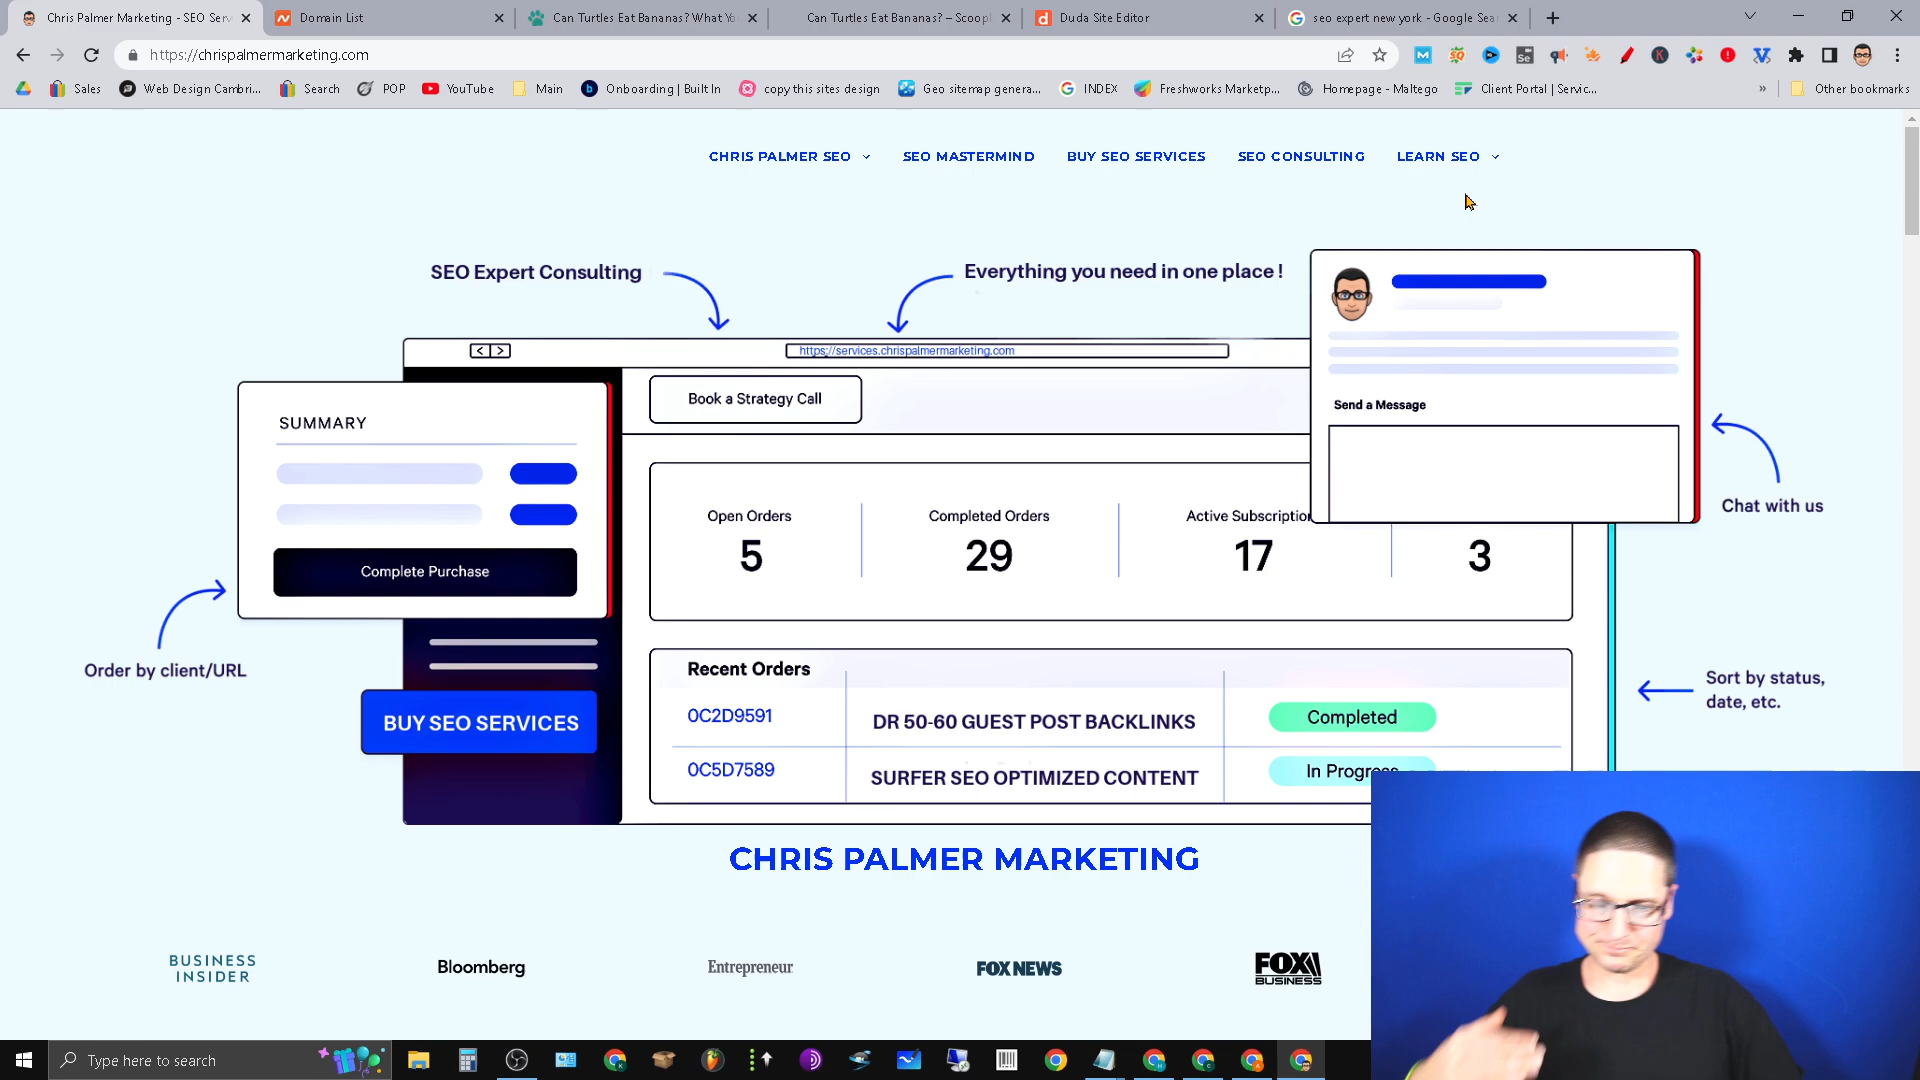 Chris Palmer Marketing - SEO Serv
Domain List
Can Turtles Eat Bananas? What Yo
Can Turtles Eat Bananas? – Scoop
Duda Site Editor
seo expert new york - Google Sea
https://chrispalmermarketing.com
Sales
Web Design Cambri...
Search
POP
YouTube
Main
Onboarding | Built In
copy this sites design
Geo sitemap genera...
INDEX
Freshworks Marketp...
Homepage - Maltego
Client Portal | Servic...
»
Other bookmarks
CHRIS PALMER SEO
SEO MASTERMIND
BUY SEO SERVICES
SEO CONSULTING
LEARN SEO
SEO Expert Consulting
Everything you need in one place !
https://services.chrispalmermarketing.com
Book a Strategy Call
SUMMARY
Complete Purchase
Send a Message
Chat with us
Open Orders
5
Completed Orders
29
Active Subscription
17
3
Order by client/URL
BUY SEO SERVICES
Recent Orders
0C2D9591
DR 50-60 GUEST POST BACKLINKS
Completed
0C5D7589
SURFER SEO OPTIMIZED CONTENT
In Progress
Sort by status,
date, etc.
CHRIS PALMER MARKETING
BUSINESS
INSIDER
Bloomberg
Entrepreneur
FOX NEWS
FOX
BUSINESS
Type here to search